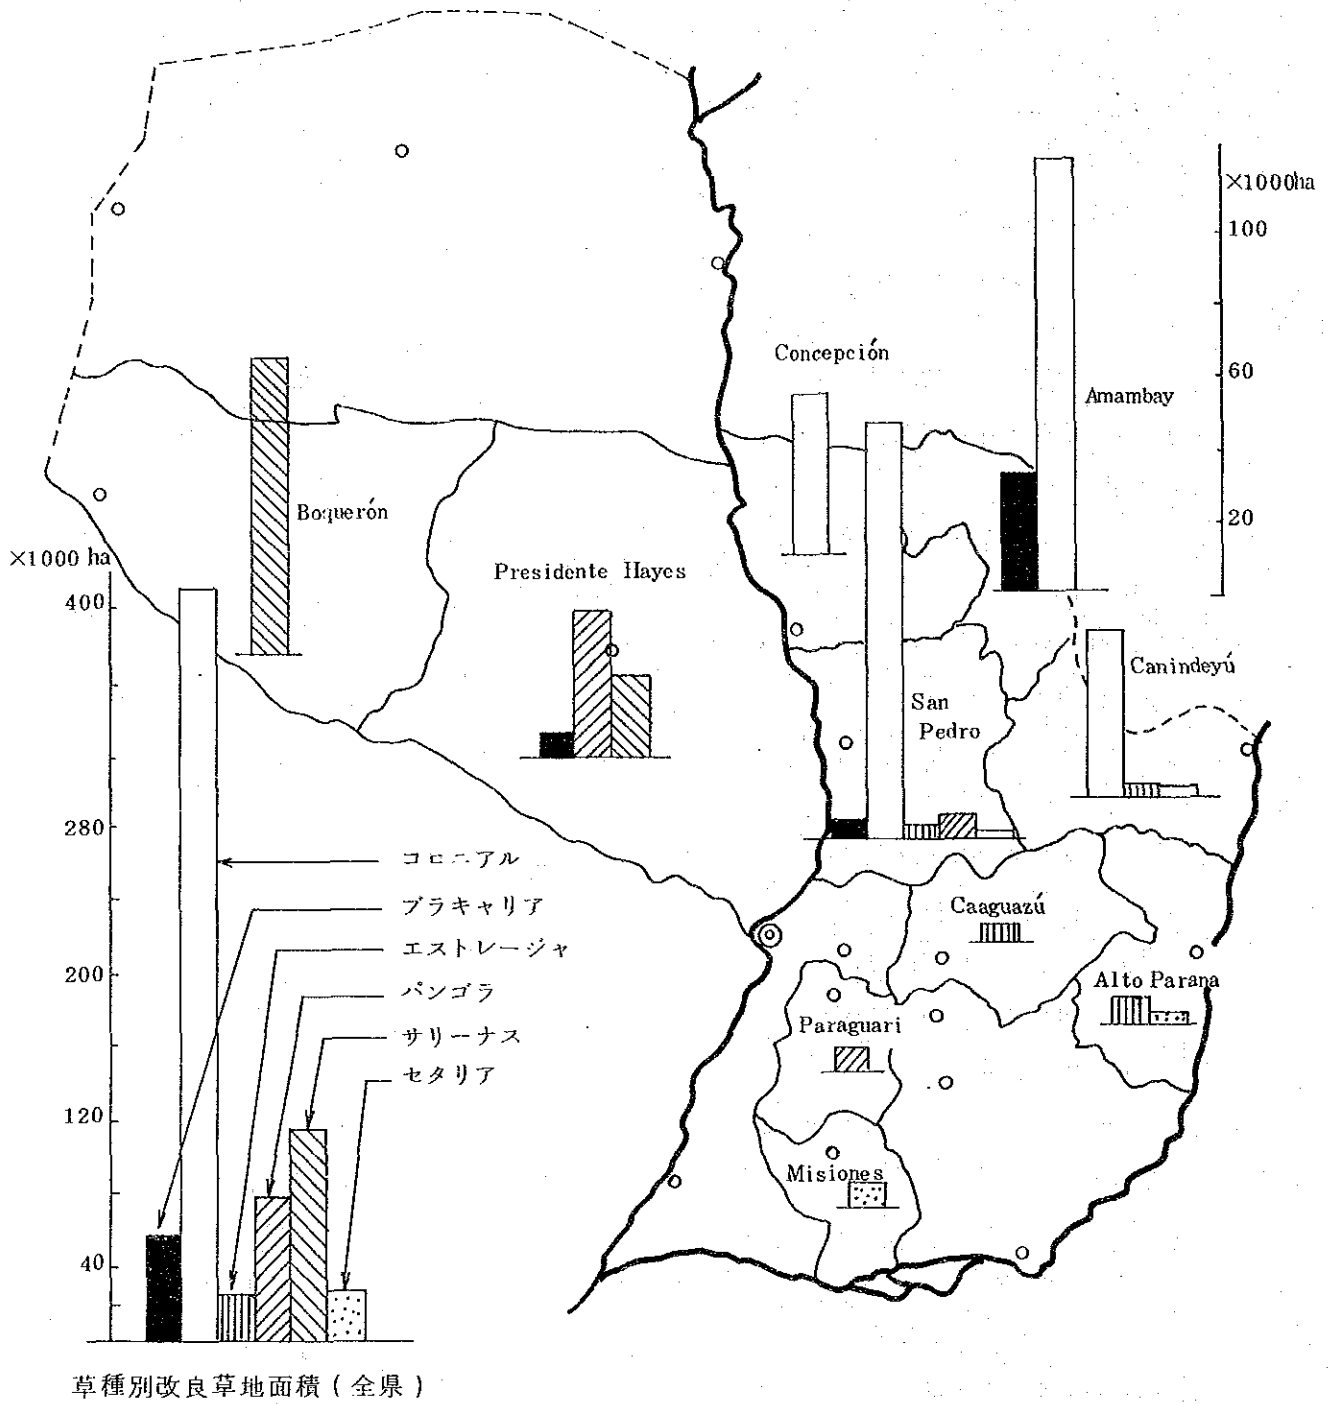 ×1000ha
100
60
20
Concepción
Amambay
Boquerón
Presidente Hayes
Canindeyú
San
Pedro
Caaguazú
Alto Parana
Paraguari
Misiones
×1000 ha
400
280
200
120
40
コロニアル
ブラキャリア
エストレージャ
パンゴラ
サリーナス
セタリア
草種別改良草地面積(全県)